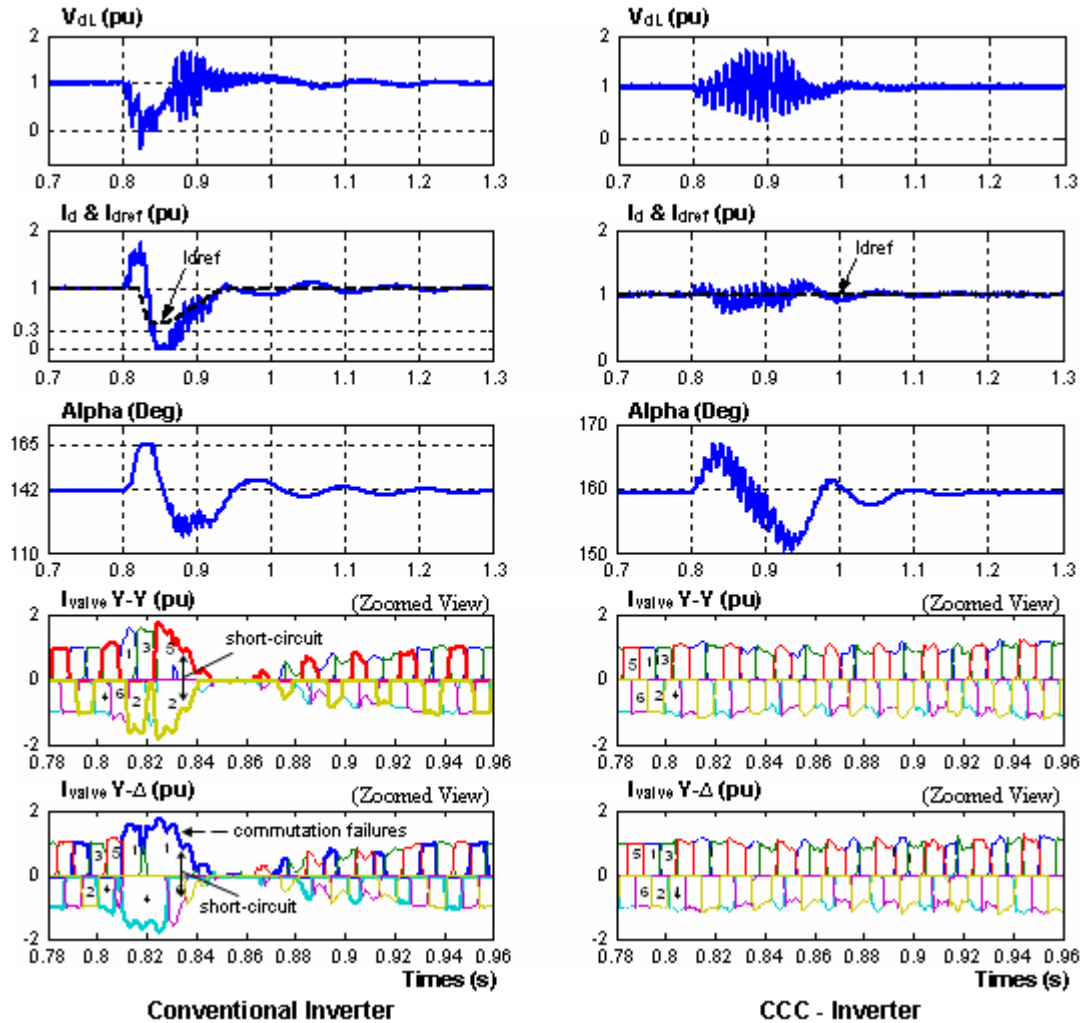 VdL (pu)
2
1
0
0.7 0.8 0.9 1 1.1 1.2 1.3
Id & Idref (pu)
2
Idref
1
0.3
0
0.7 0.8 0.9 1 1.1 1.2 1.3
Alpha (Deg)
165
142
110
0.7 0.8 0.9 1 1.1 1.2 1.3
Ivalve Y-Y (pu) (Zoomed View)
2
short-circuit
1 3 5
0
4 6 2 2
-2
0.78 0.8 0.82 0.84 0.86 0.88 0.9 0.92 0.94 0.96
Ivalve Y-Δ (pu) (Zoomed View)
2
commutation failures
3 5 1 1
0
2 4 4
short-circuit
-2
0.78 0.8 0.82 0.84 0.86 0.88 0.9 0.92 0.94 0.96
Times (s)
Conventional Inverter
VdL (pu)
2
1
0
0.7 0.8 0.9 1 1.1 1.2 1.3
Id & Idref (pu)
2
Idref
1
0
0.7 0.8 0.9 1 1.1 1.2 1.3
Alpha (Deg)
170
160
150
0.7 0.8 0.9 1 1.1 1.2 1.3
Ivalve Y-Y (pu) (Zoomed View)
2
5 1 3
0
6 2 4
-2
0.78 0.8 0.82 0.84 0.86 0.88 0.9 0.92 0.94 0.96
Ivalve Y-Δ (pu) (Zoomed View)
2
5 1 3
0
6 2 4
-2
0.78 0.8 0.82 0.84 0.86 0.88 0.9 0.92 0.94 0.96
Times (s)
CCC - Inverter